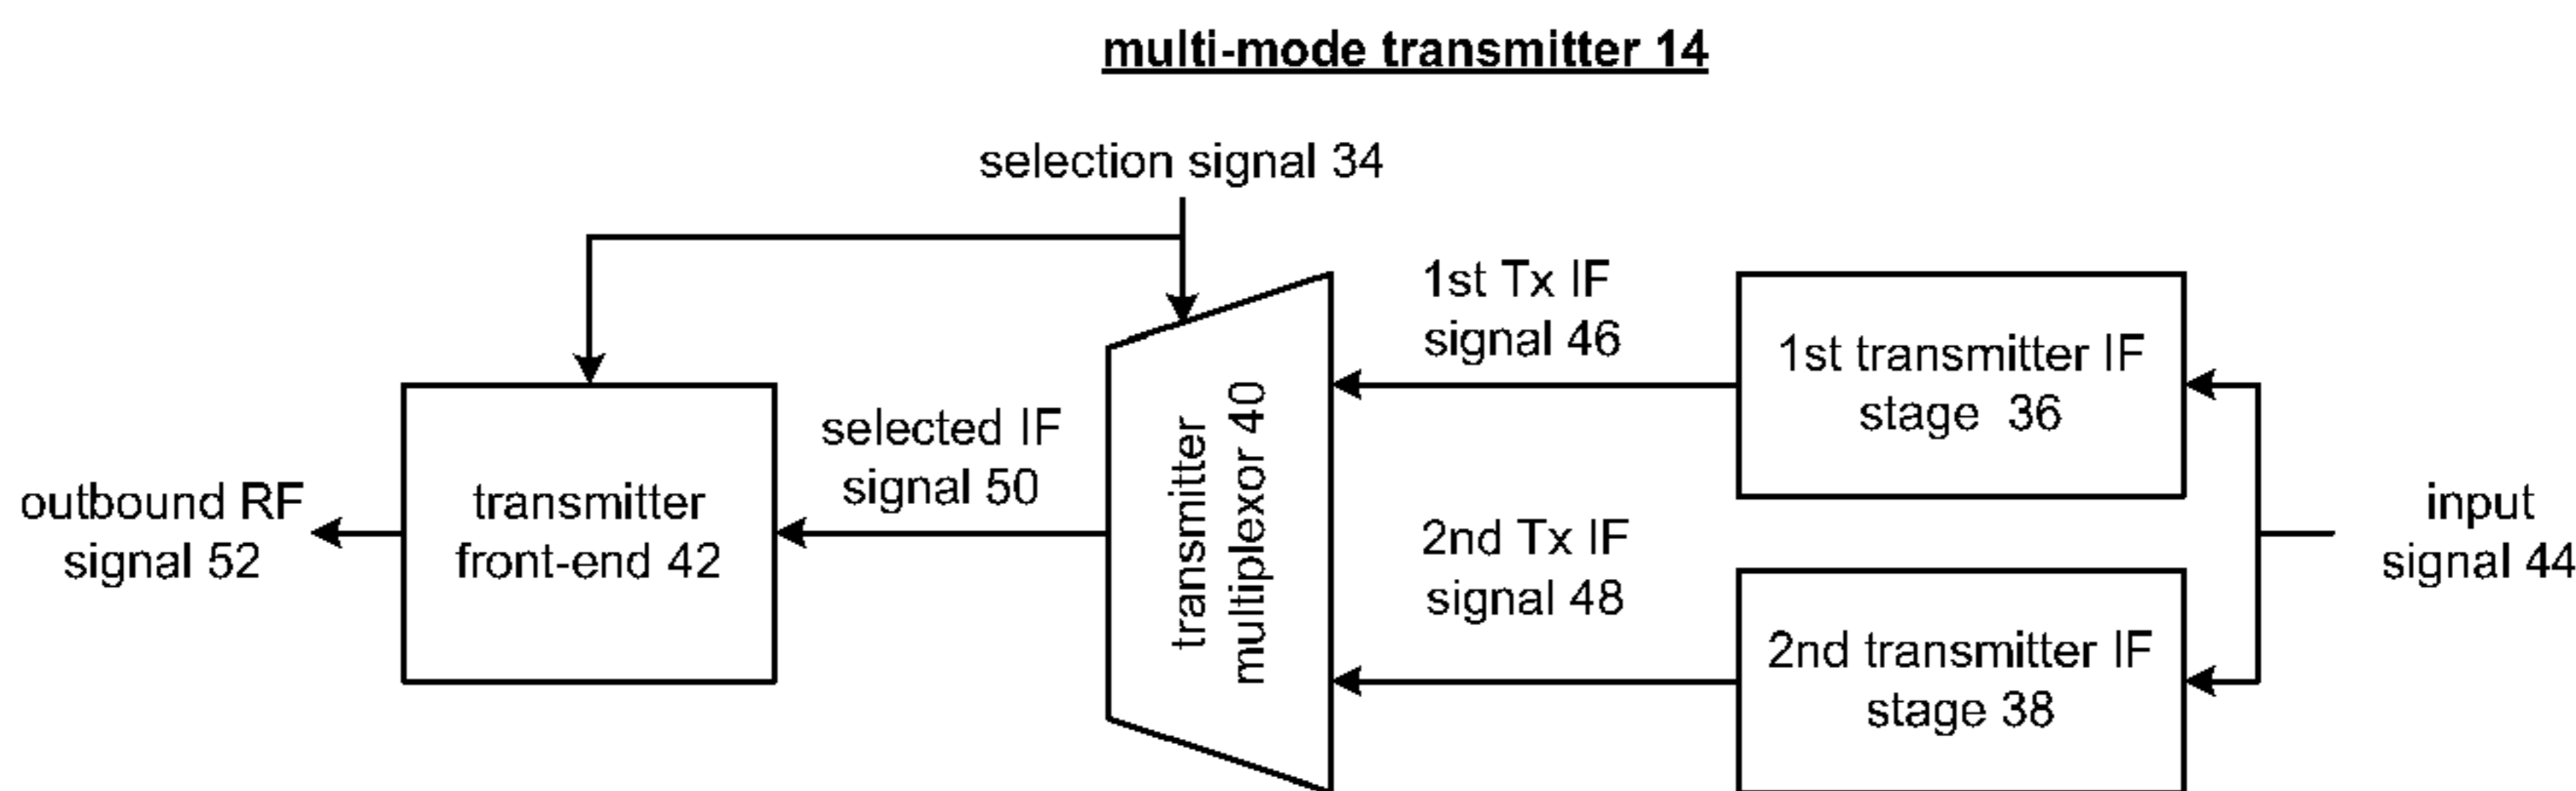 multi-mode transmitter 14
selection signal 34
1st Tx IF
signal 46
1st transmitter IF
stage 36
selected IF
signal 50
transmitter
multiplexor 40
outbound RF
signal 52
transmitter
front-end 42
input
signal 44
2nd Tx IF
signal 48
2nd transmitter IF
stage 38